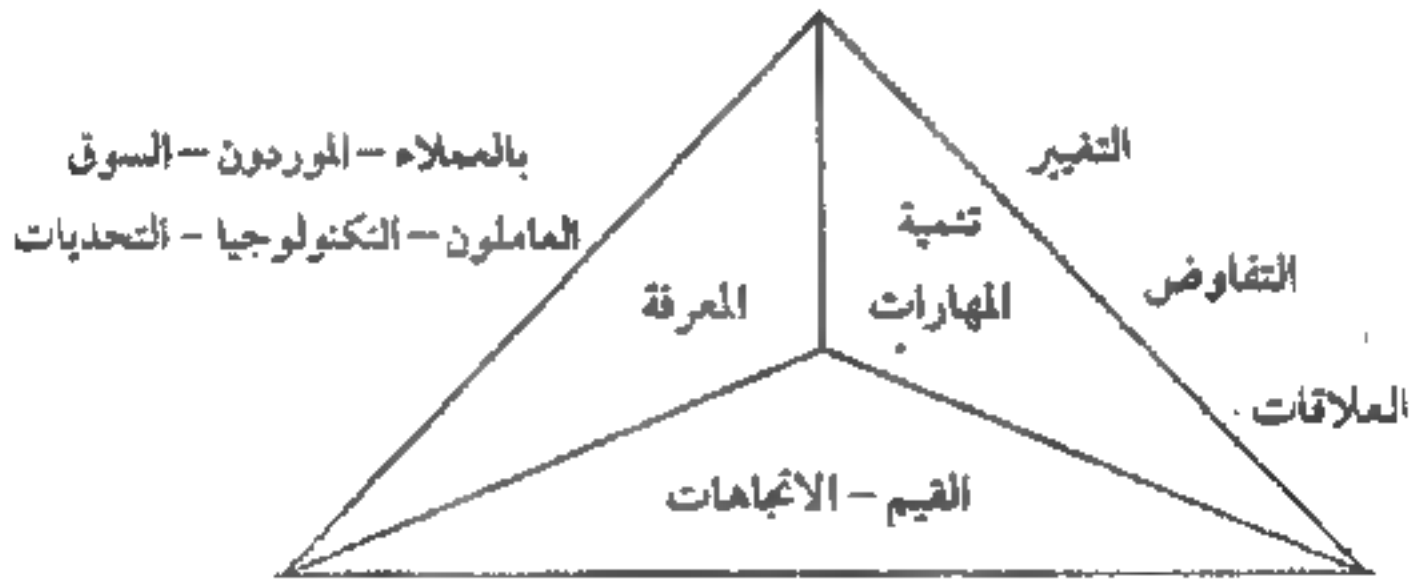 بالعملاء – الموردون – السوق
العاملون – التكنولوجيا – التحديات
المعرفة
تنمية
المهارات
التغيير
التفاوض
العلاقات
القيم – الاتجاهات